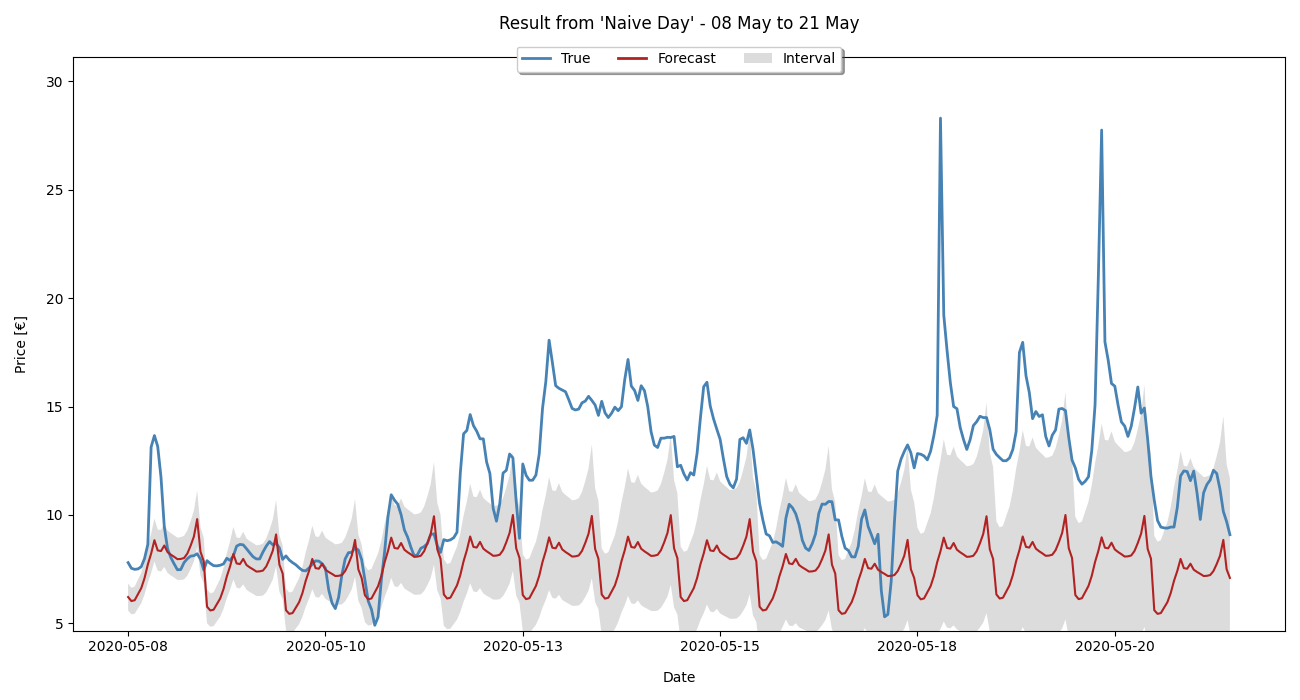 Result from 'Naive Day' - 08 May to 21 May
True Forecast Interval
30
25
20
15
10
5
Price [€]
2020-05-08 2020-05-10 2020-05-13 2020-05-15 2020-05-18 2020-05-20
Date